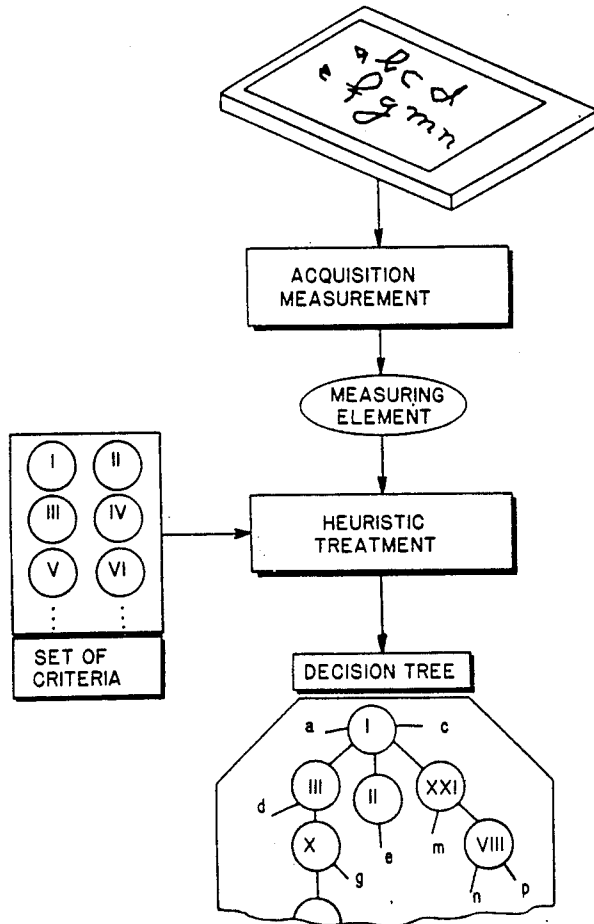 a b c d
e f g m n
ACQUISITION
MEASUREMENT
MEASURING
ELEMENT
I II
III IV
V VI
SET OF
CRITERIA
HEURISTIC
TREATMENT
DECISION TREE
a I c
III II XXI
d
X e m VIII
g n p